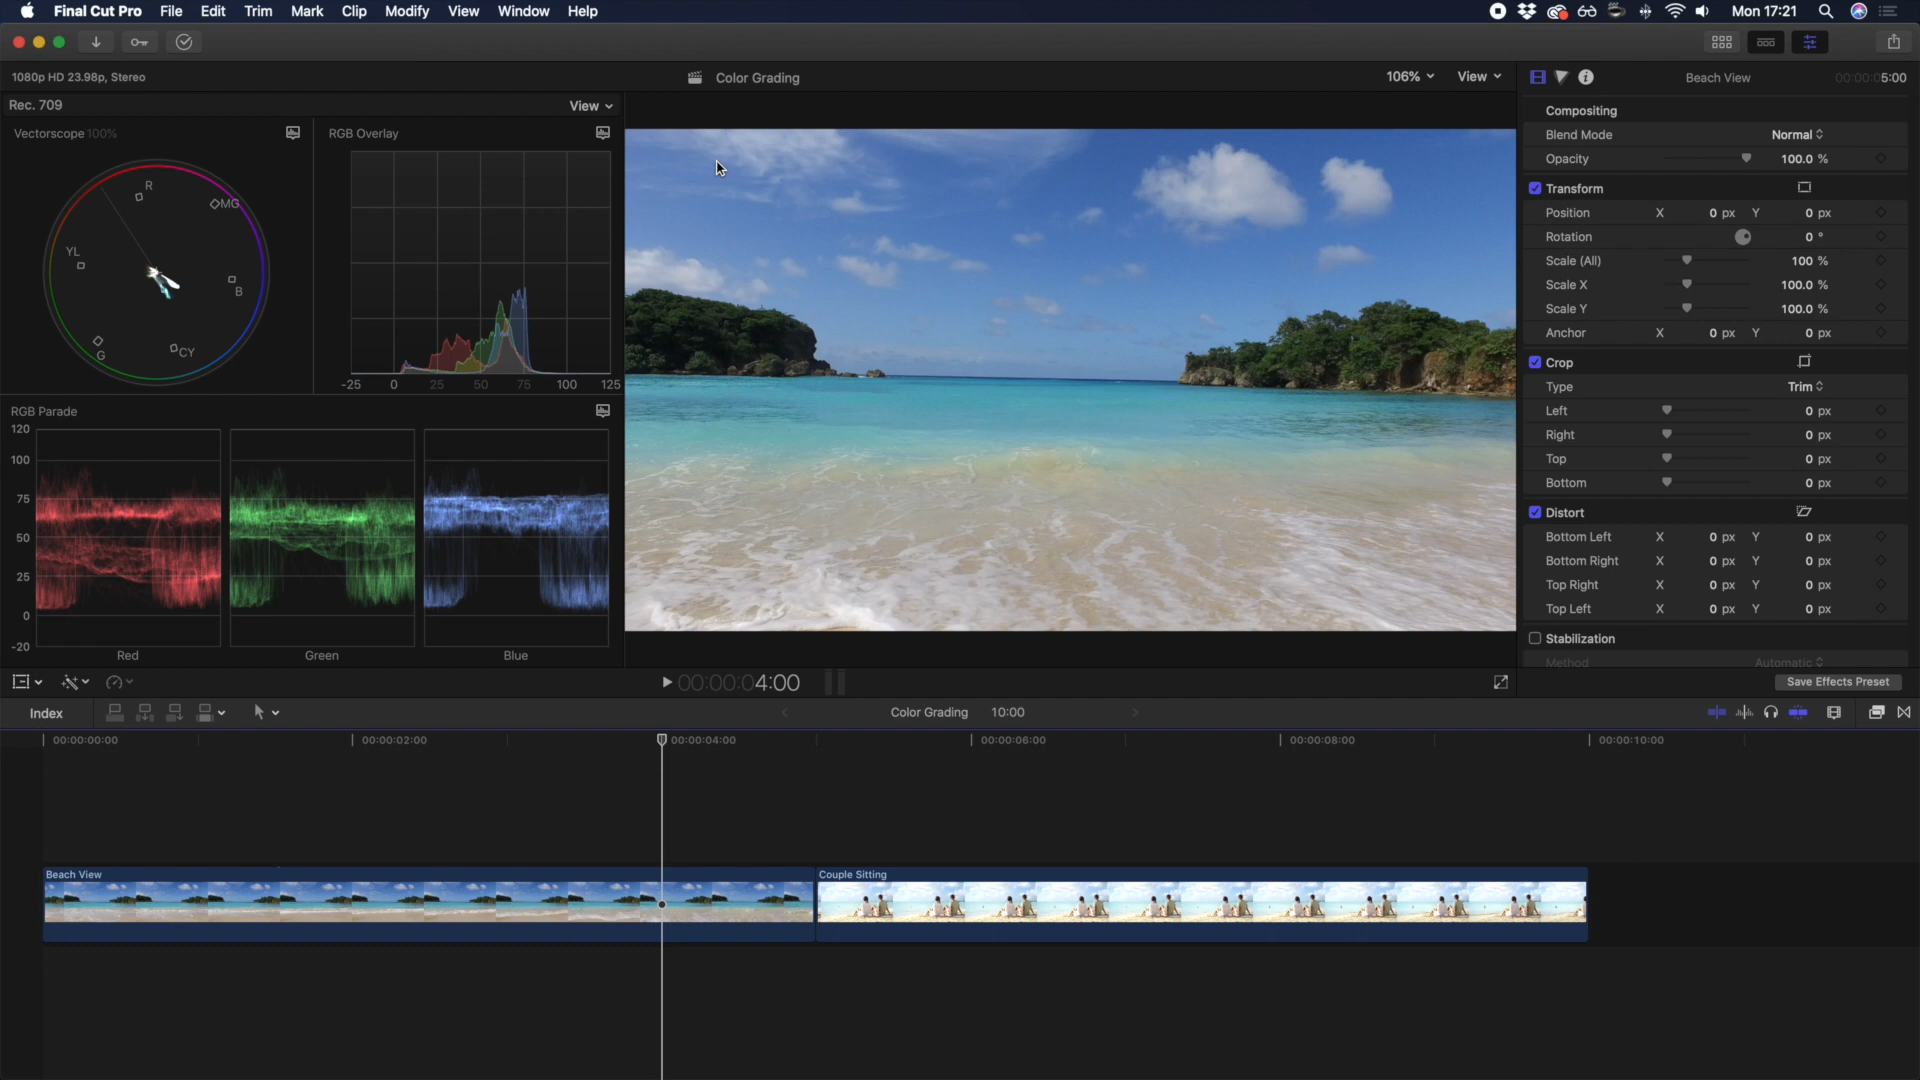 Final Cut Pro File Edit Trim Mark Clip Modify View Window Help Mon 17:21
1080p HD 23.98p, Stereo Color Grading 106% View Beach View 00:00:05:00
Rec. 709 View
Vectorscope 100% RGB Overlay
R
MG
YL
B
G
CY
-25 0 25 50 75 100 125
RGB Parade
120
100
75
50
25
0
-20
Red Green Blue
Compositing
Blend Mode Normal
Opacity 100.0 %
Transform
Position X 0 px Y 0 px
Rotation 0 °
Scale (All) 100 %
Scale X 100.0 %
Scale Y 100.0 %
Anchor X 0 px Y 0 px
Crop
Type Trim
Left 0 px
Right 0 px
Top 0 px
Bottom 0 px
Distort
Bottom Left X 0 px Y 0 px
Bottom Right X 0 px Y 0 px
Top Right X 0 px Y 0 px
Top Left X 0 px Y 0 px
Stabilization
Method Automatic
00:00:04:00 Save Effects Preset
Index Color Grading 10:00
00:00:00:00 00:00:02:00 00:00:04:00 00:00:06:00 00:00:08:00 00:00:10:00
Beach View Couple Sitting